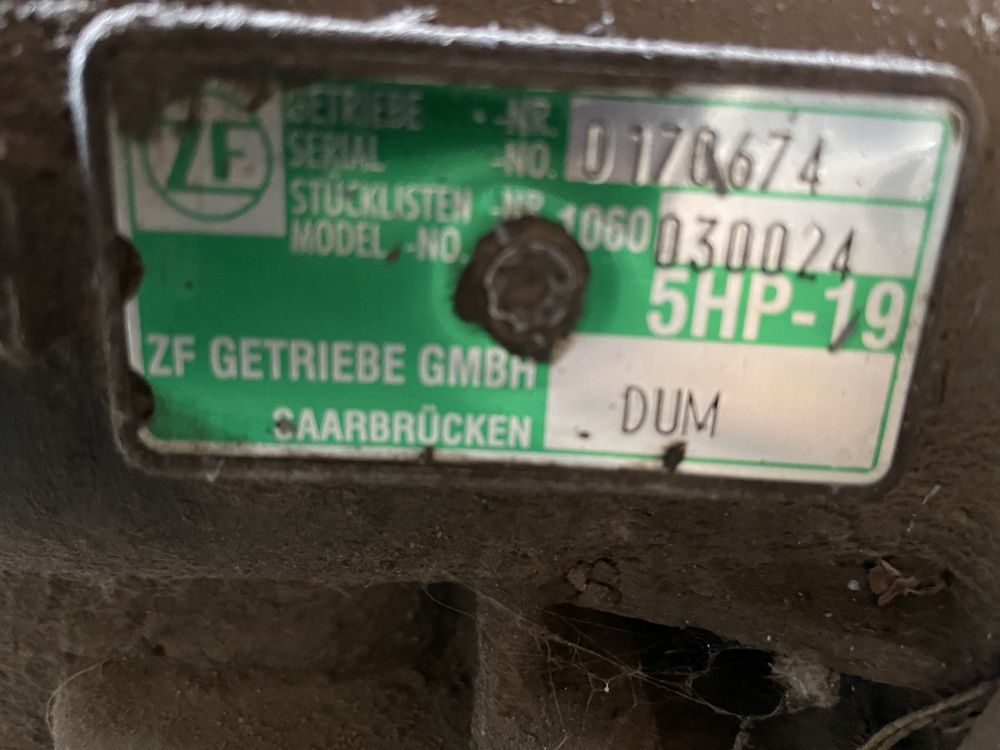 ZF
GETRIEBE -NR.
SERIAL -NO. 0170674
STÜCKLISTEN -NR.
MODEL -NO. 1060 030024
5HP-19
ZF GETRIEBE GMBH
SAARBRÜCKEN
DUM